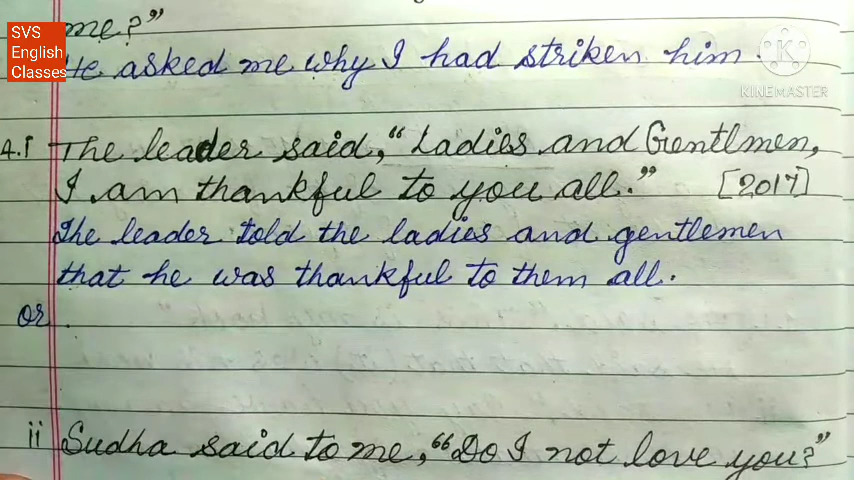 SVS
English
Classes
KINEMASTER
me?”
He asked me why I had striken him.
4.i The leader said,“Ladies and Gentlmen,
I am thankful to you all.” [2017]
The leader told the ladies and gentlemen
that he was thankful to them all.
or
ii Sudha said to me,“Do I not love you?”